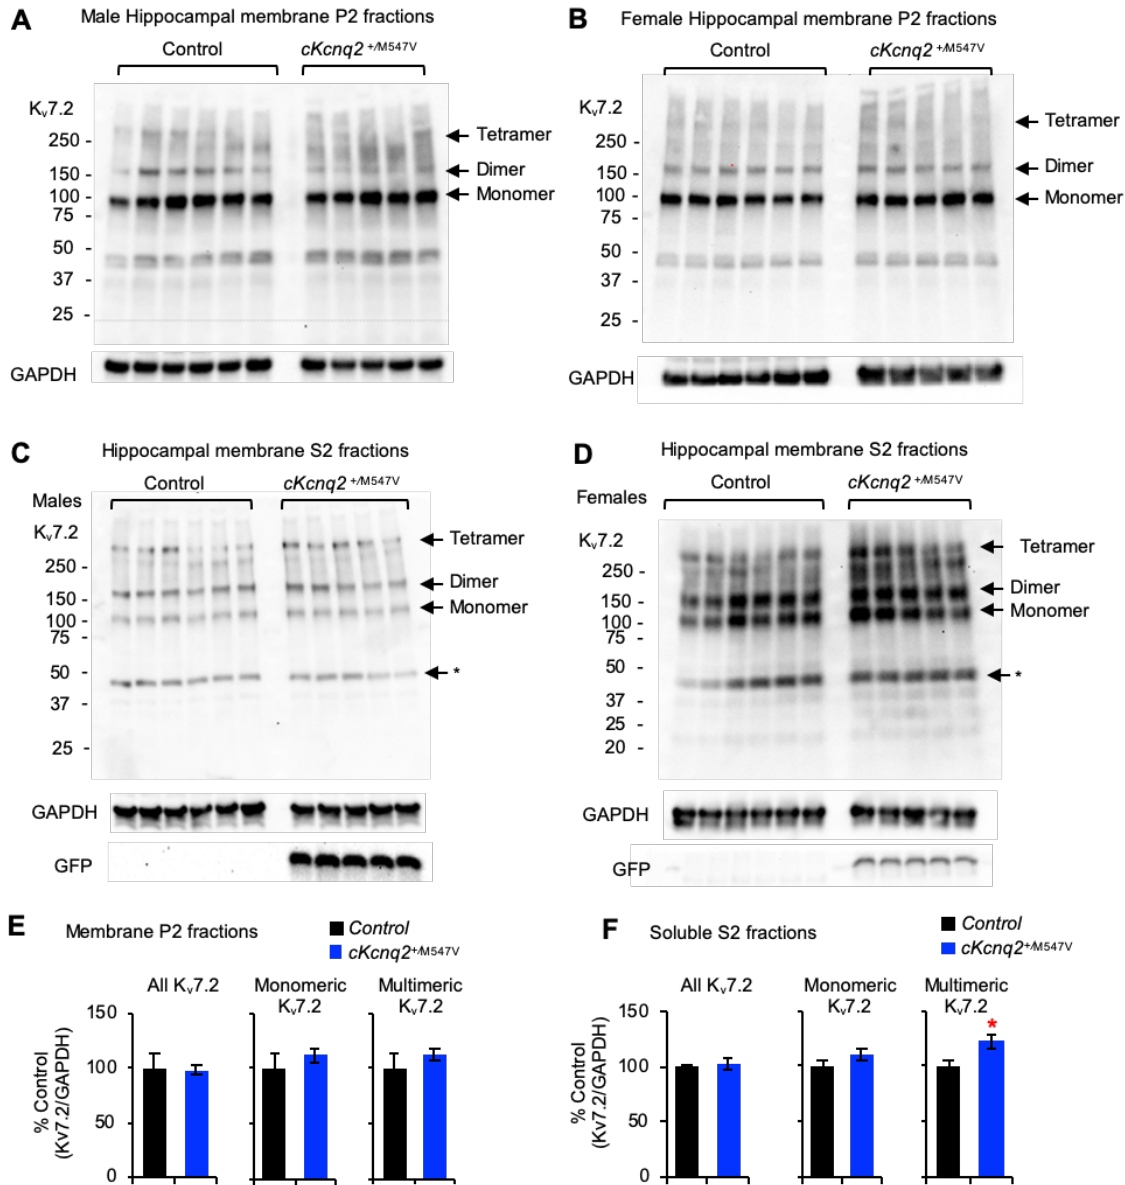 A
Male Hippocampal membrane P2 fractions
Control
cKcnq2 +/M547V
Kv7.2
250 -
150 -
100 -
75 -
50 -
37 -
25 -
Tetramer
Dimer
Monomer
GAPDH
B
Female Hippocampal membrane P2 fractions
Control
cKcnq2 +/M547V
Kv7.2
250 -
150 -
100 -
75 -
50 -
37 -
25 -
Tetramer
Dimer
Monomer
GAPDH
C
Hippocampal membrane S2 fractions
Males
Control
cKcnq2 +/M547V
Kv7.2
250 -
150 -
100 -
75 -
50 -
37 -
25 -
Tetramer
Dimer
Monomer
*
GAPDH
GFP
D
Hippocampal membrane S2 fractions
Females
Control
cKcnq2 +/M547V
Kv7.2
250 -
150 -
100 -
75 -
50 -
37 -
25 -
20 -
Tetramer
Dimer
Monomer
*
GAPDH
GFP
E
Membrane P2 fractions
Control
cKcnq2+/M547V
All Kv7.2
Monomeric
Kv7.2
Multimeric
Kv7.2
% Control
(Kv7.2/GAPDH)
150
100
50
0
F
Soluble S2 fractions
Control
cKcnq2+/M547V
All Kv7.2
Monomeric
Kv7.2
Multimeric
Kv7.2
*
% Control
(Kv7.2/GAPDH)
150
100
50
0